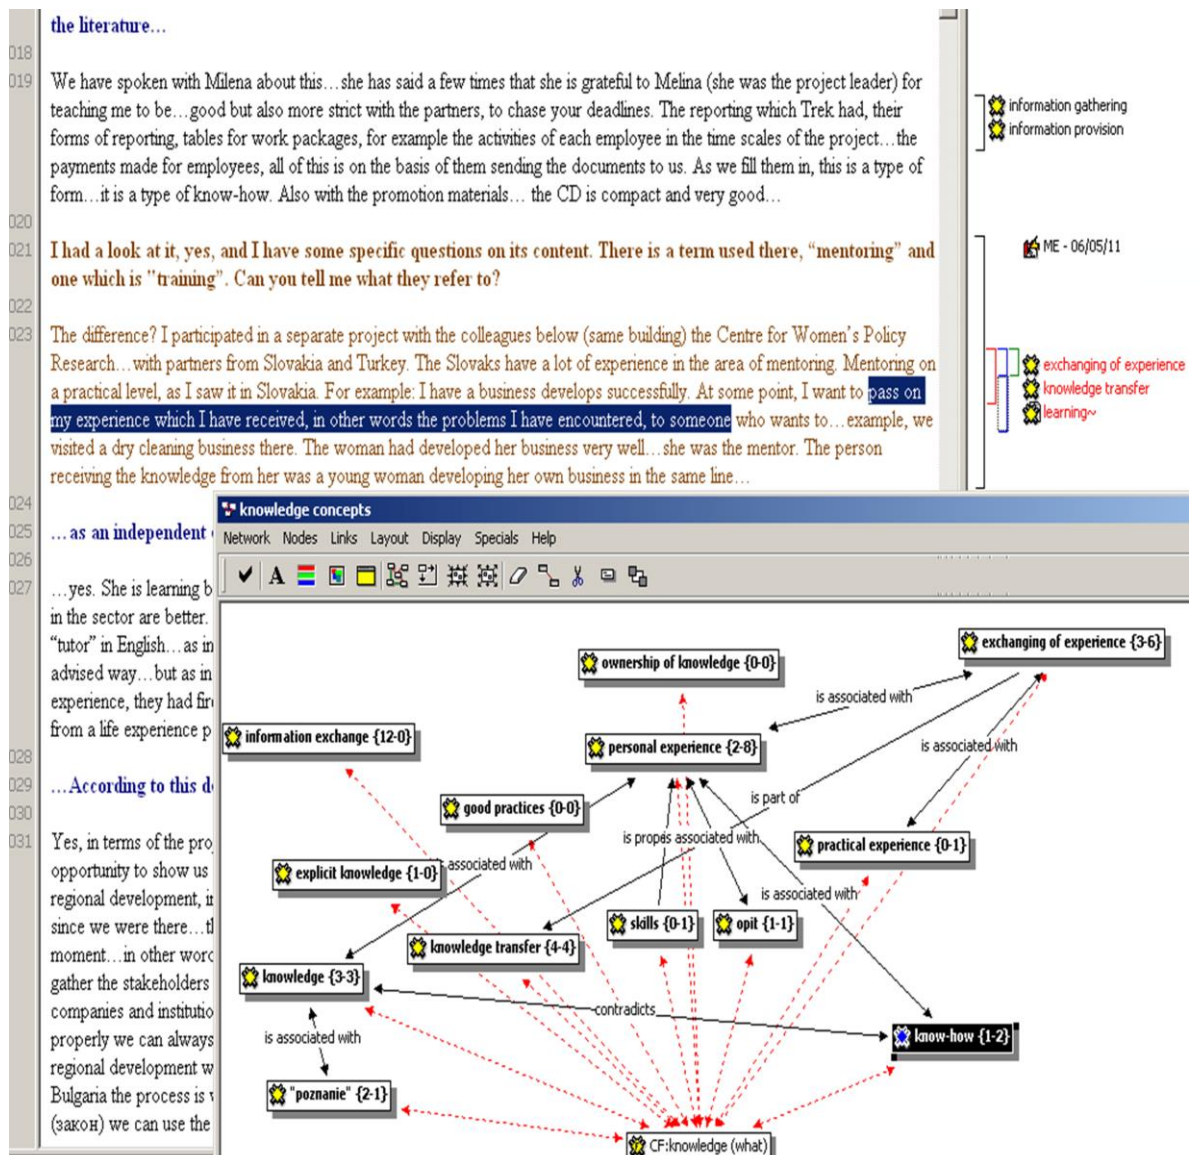 the literature…
018
019
We have spoken with Milena about this…she has said a few times that she is grateful to Melina (she was the project leader) for
teaching me to be…good but also more strict with the partners, to chase your deadlines. The reporting which Trek had, their
forms of reporting, tables for work packages, for example the activities of each employee in the time scales of the project…the
payments made for employees, all of this is on the basis of them sending the documents to us. As we fill them in, this is a type of
form…it is a type of know-how. Also with the promotion materials… the CD is compact and very good…
information gathering
information provision
020
021
I had a look at it, yes, and I have some specific questions on its content. There is a term used there, “mentoring” and
one which is "training". Can you tell me what they refer to?
ME - 06/05/11
022
023
The difference? I participated in a separate project with the colleagues below (same building) the Centre for Women’s Policy
Research…with partners from Slovakia and Turkey. The Slovaks have a lot of experience in the area of mentoring. Mentoring on
a practical level, as I saw it in Slovakia. For example: I have a business develops successfully. At some point, I want to pass on
my experience which I have received, in other words the problems I have encountered, to someone who wants to…example, we
visited a dry cleaning business there. The woman had developed her business very well…she was the mentor. The person
receiving the knowledge from her was a young woman developing her own business in the same line…
exchanging of experience
knowledge transfer
learning~
024
025
…as an independent
026
027
…yes. She is learning b
in the sector are better.
“tutor” in English…as in
advised way…but as in
experience, they had fir
from a life experience p
028
029
…According to this d
030
031
Yes, in terms of the pro
opportunity to show us
regional development, i
since we were there…th
moment…in other word
gather the stakeholders
companies and institutio
properly we can always
regional development w
Bulgaria the process is v
(закон) we can use the
knowledge concepts
Network Nodes Links Layout Display Specials Help
A
exchanging of experience {3-6}
ownership of knowledge {0-0}
is associated with
information exchange {12-0}
personal experience {2-8}
is associated with
is part of
good practices {0-0}
is prope
is associated with
practical experience {0-1}
s associated with
explicit knowledge {1-0}
is associated with
skills {0-1}
opit {1-1}
knowledge transfer {4-4}
knowledge {3-3}
contradicts
know-how {1-2}
is associated with
"poznanie" {2-1}
CF:knowledge (what)